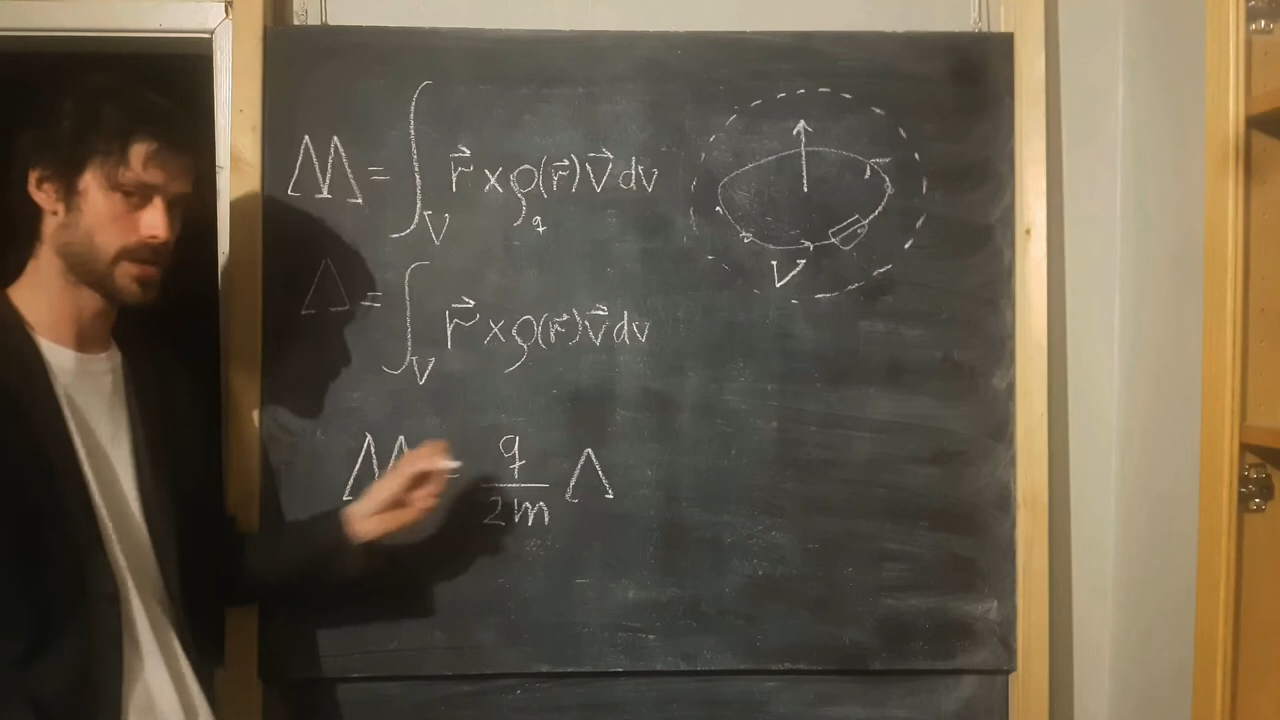 M = ∫_V r⃗ × ρ_q(r⃗) v⃗ dv
Λ = ∫_V r⃗ × ρ(r⃗) v⃗ dv
M = q/2m Λ
V